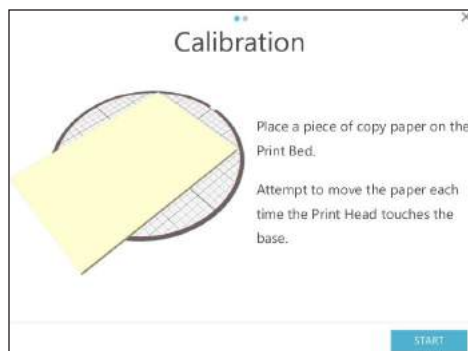 Calibration
Place a piece of copy paper on the
Print Bed.
Attempt to move the paper each
time the Print Head touches the
base.
START